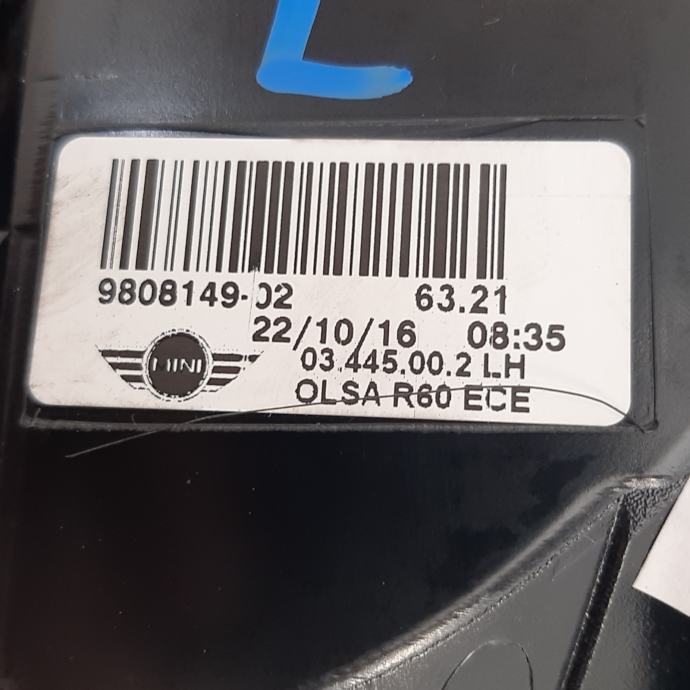 L
9808149-02 63.21
22/10/16 08:35
03.445.00.2 LH
MINI
OLSA R60 ECE